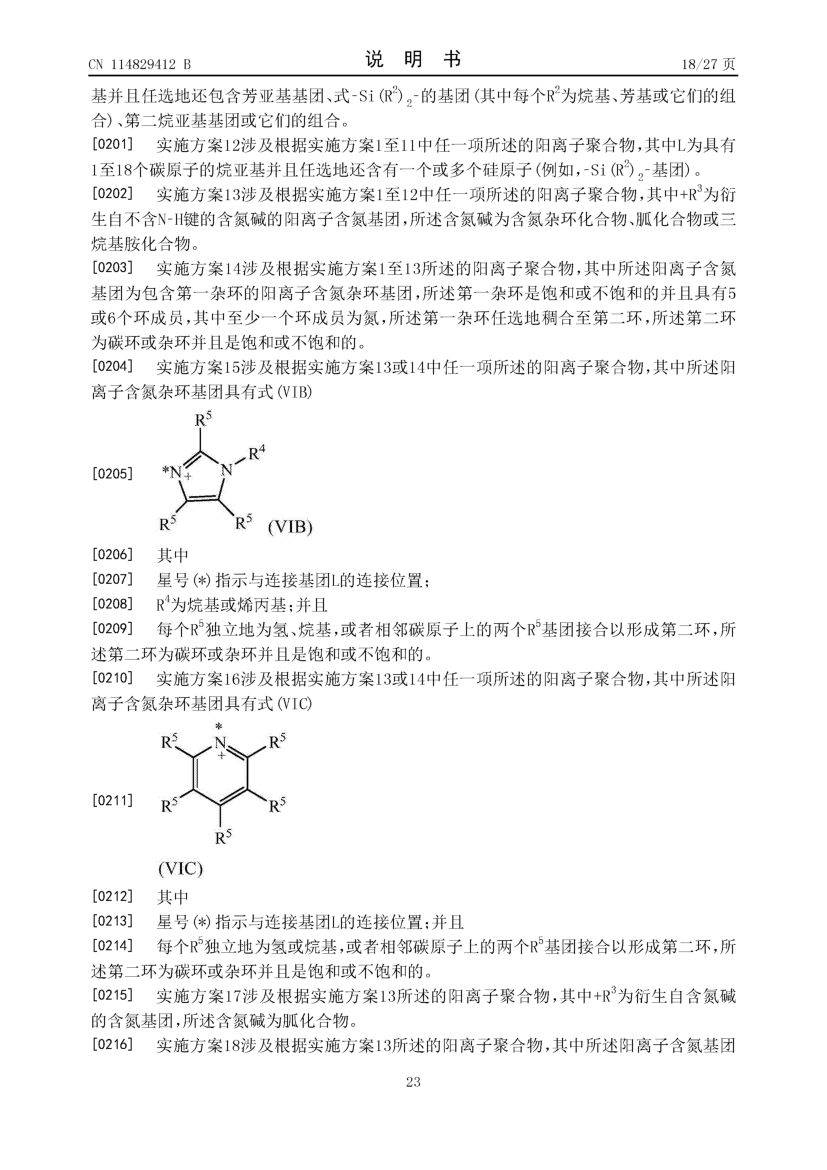 CN 114829412 B
说 明 书
18/27 页
基并且任选地还包含芳亚基基团、式-Si(R²)₂-的基团(其中每个R²为烷基、芳基或它们的组
合)、第二烷亚基基团或它们的组合。
[0201] 实施方案12涉及根据实施方案1至11中任一项所述的阳离子聚合物,其中L为具有
1至18个碳原子的烷亚基并且任选地还含有一个或多个硅原子(例如,-Si(R²)₂-基团)。
[0202] 实施方案13涉及根据实施方案1至12中任一项所述的阳离子聚合物,其中+R³为衍
生自不含N-H键的含氮碱的阳离子含氮基团,所述含氮碱为含氮杂环化合物、胍化合物或三
烷基胺化合物。
[0203] 实施方案14涉及根据实施方案1至13所述的阳离子聚合物,其中所述阳离子含氮
基团为包含第一杂环的阳离子含氮杂环基团,所述第一杂环是饱和或不饱和的并且具有5
或6个环成员,其中至少一个环成员为氮,所述第一杂环任选地稠合至第二环,所述第二环
为碳环或杂环并且是饱和或不饱和的。
[0204] 实施方案15涉及根据实施方案13或14中任一项所述的阳离子聚合物,其中所述阳
离子含氮杂环基团具有式(VIB)
R⁵
R⁴
[0205] *N+ N
R⁵ R⁵ (VIB)
[0206] 其中
[0207] 星号(*)指示与连接基团L的连接位置;
[0208] R⁴为烷基或烯丙基;并且
[0209] 每个R⁵独立地为氢、烷基,或者相邻碳原子上的两个R⁵基团接合以形成第二环,所
述第二环为碳环或杂环并且是饱和或不饱和的。
[0210] 实施方案16涉及根据实施方案13或14中任一项所述的阳离子聚合物,其中所述阳
离子含氮杂环基团具有式(VIC)
*
R⁵ N R⁵
+
[0211] R⁵ R⁵
R⁵
(VIC)
[0212] 其中
[0213] 星号(*)指示与连接基团L的连接位置;并且
[0214] 每个R⁵独立地为氢或烷基,或者相邻碳原子上的两个R⁵基团接合以形成第二环,所
述第二环为碳环或杂环并且是饱和或不饱和的。
[0215] 实施方案17涉及根据实施方案13所述的阳离子聚合物,其中+R³为衍生自含氮碱
的含氮基团,所述含氮碱为胍化合物。
[0216] 实施方案18涉及根据实施方案13所述的阳离子聚合物,其中所述阳离子含氮基团
23